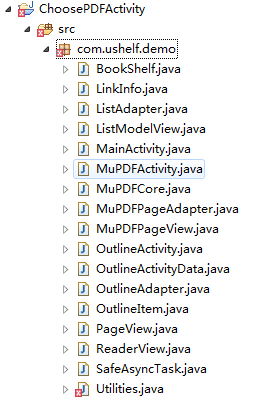 ChoosePDFActivity
src
com.ushelf.demo
BookShelf.java
LinkInfo.java
ListAdapter.java
ListModelView.java
MainActivity.java
MuPDFActivity.java
MuPDFCore.java
MuPDFPageAdapter.java
MuPDFPageView.java
OutlineActivity.java
OutlineActivityData.java
OutlineAdapter.java
OutlineItem.java
PageView.java
ReaderView.java
SafeAsyncTask.java
Utilities.java